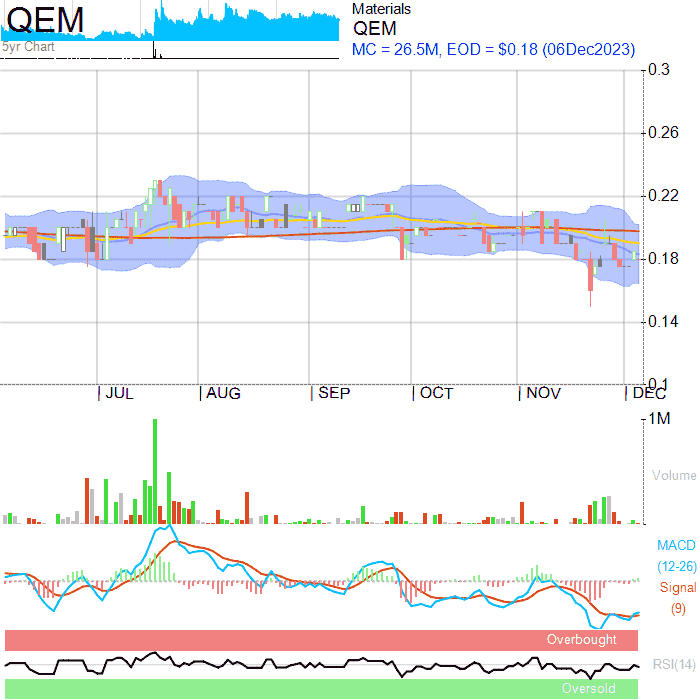 QEM
5yr Chart
Materials
QEM
MC = 26.5M, EOD = $0.18 (06Dec2023)
0.3
0.26
0.22
0.18
0.14
0.1
JUL AUG SEP OCT NOV DEC
1M
Volume
MACD
(12-26)
Signal
(9)
Overbought
RSI(14)
Oversold